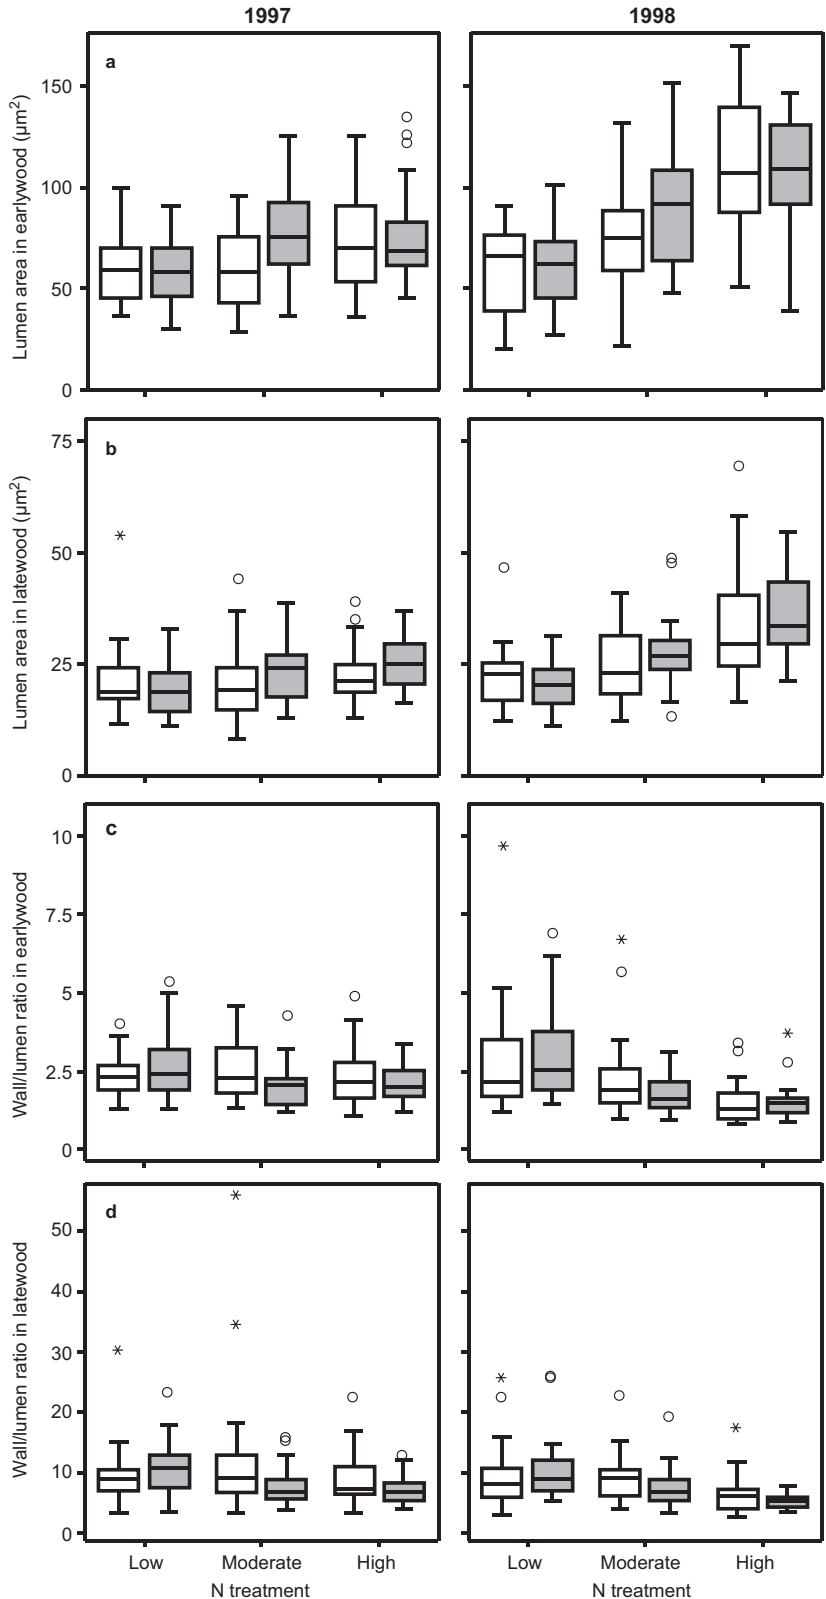 1997 1998
a
Lumen area in earlywood (µm²)
150
100
50
0
b
Lumen area in latewood (µm²)
75
50
25
0
c
Wall/lumen ratio in earlywood
10
7.5
5
2.5
0
d
Wall/lumen ratio in latewood
50
40
30
20
10
0
Low Moderate High Low Moderate High
N treatment N treatment